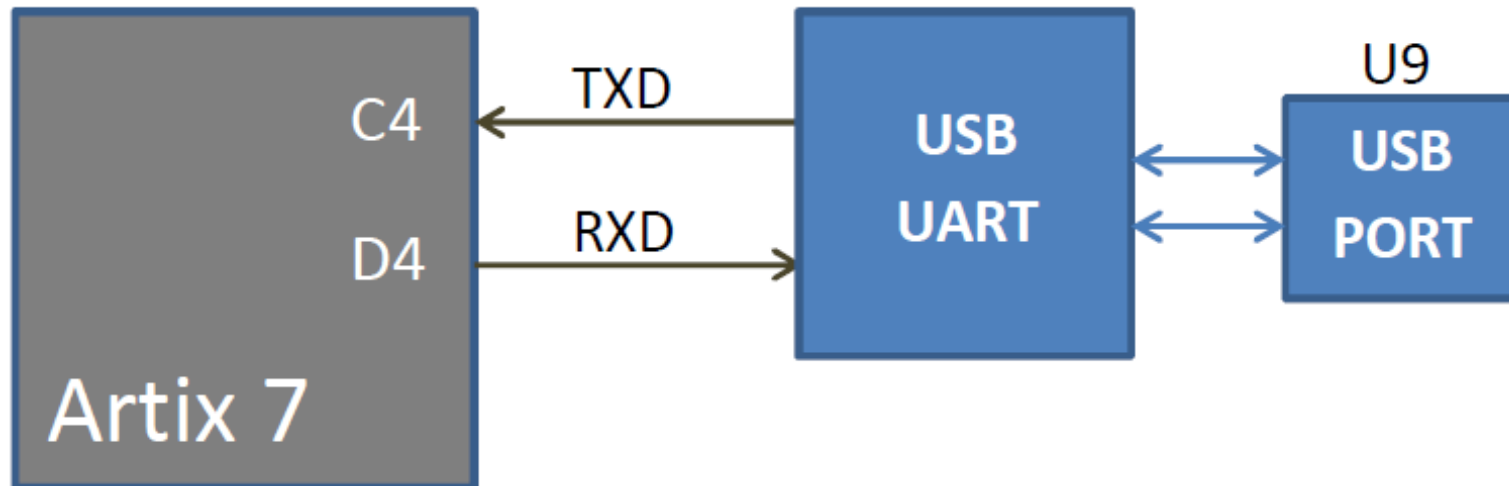 C4
D4
Artix 7
TXD
RXD
USB
UART
U9
USB
PORT